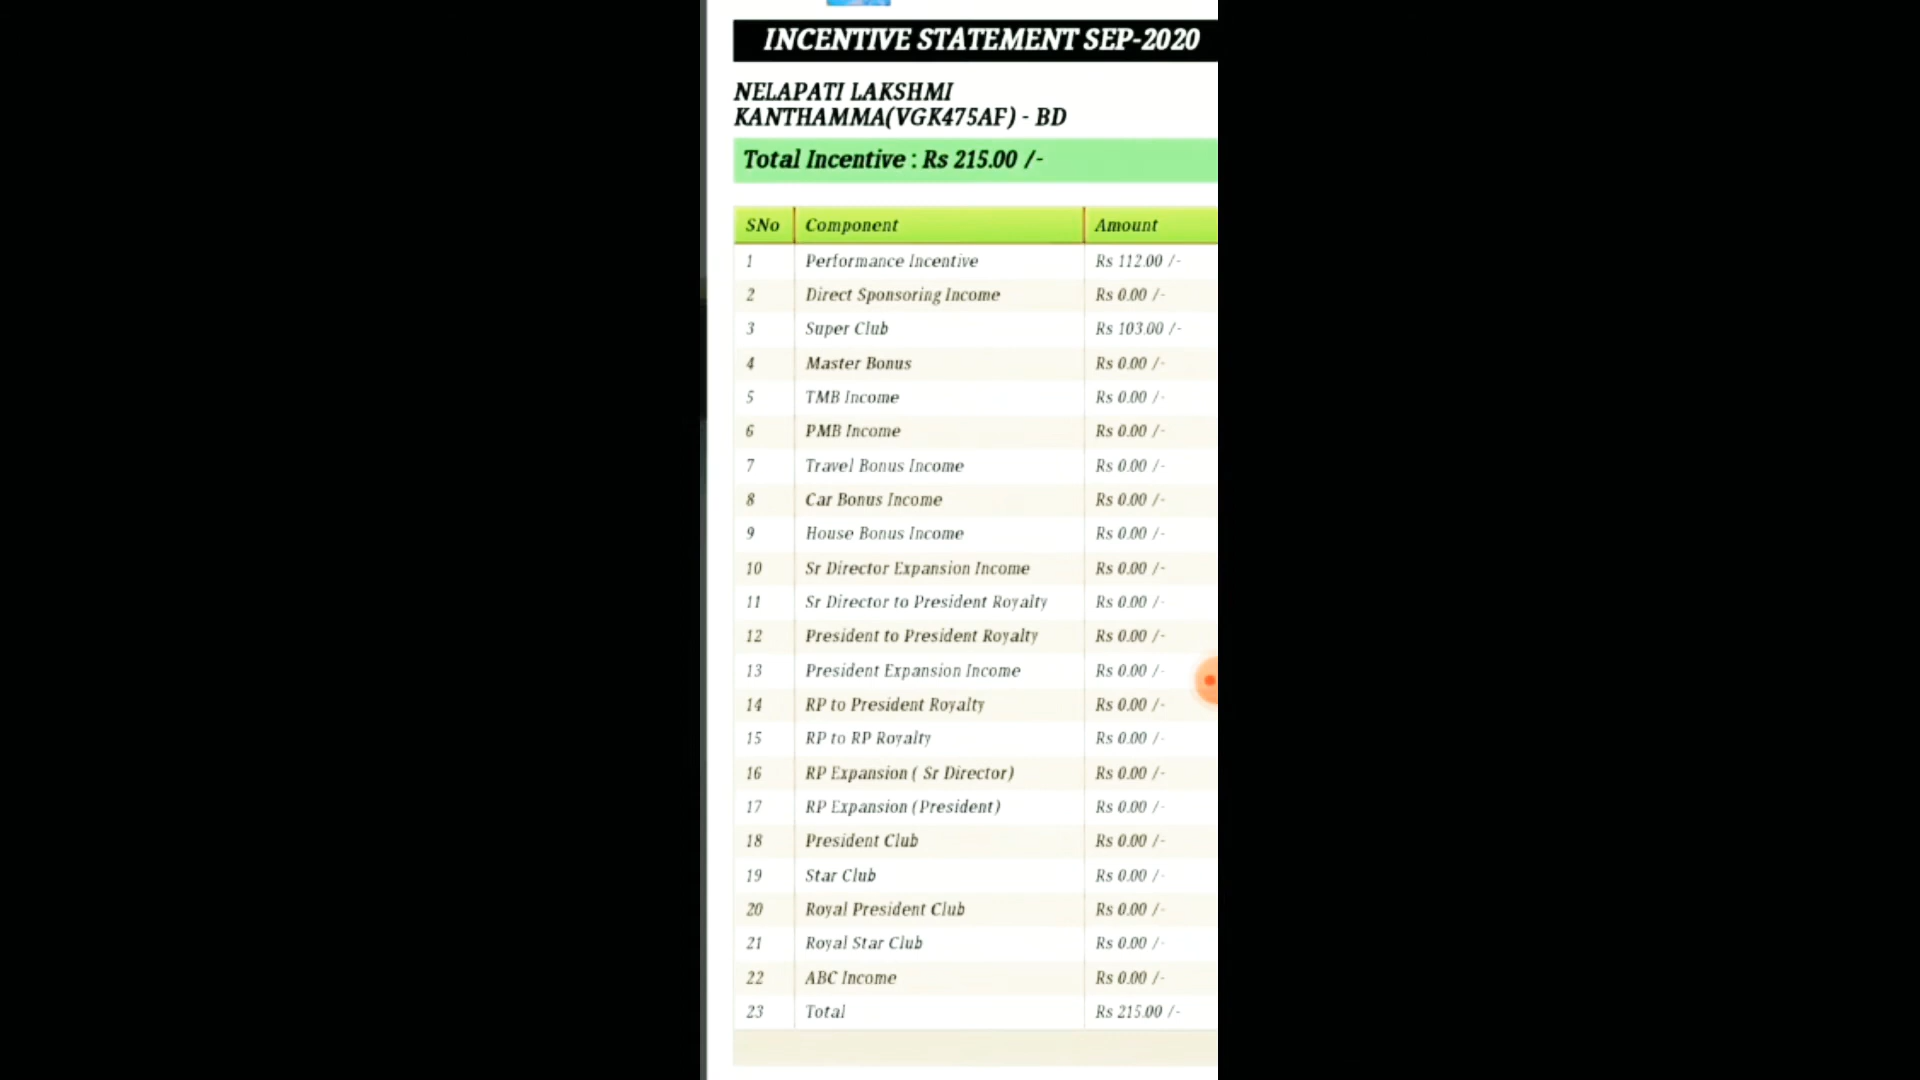 INCENTIVE STATEMENT SEP-2020
NELAPATI LAKSHMI
KANTHAMMA(VGK475AF) - BD
Total Incentive : Rs 215.00 /-
SNo Component Amount
1 Performance Incentive Rs 112.00 /-
2 Direct Sponsoring Income Rs 0.00 /-
3 Super Club Rs 103.00 /-
4 Master Bonus Rs 0.00 /-
5 TMB Income Rs 0.00 /-
6 PMB Income Rs 0.00 /-
7 Travel Bonus Income Rs 0.00 /-
8 Car Bonus Income Rs 0.00 /-
9 House Bonus Income Rs 0.00 /-
10 Sr Director Expansion Income Rs 0.00 /-
11 Sr Director to President Royalty Rs 0.00 /-
12 President to President Royalty Rs 0.00 /-
13 President Expansion Income Rs 0.00 /-
14 RP to President Royalty Rs 0.00 /-
15 RP to RP Royalty Rs 0.00 /-
16 RP Expansion ( Sr Director) Rs 0.00 /-
17 RP Expansion (President) Rs 0.00 /-
18 President Club Rs 0.00 /-
19 Star Club Rs 0.00 /-
20 Royal President Club Rs 0.00 /-
21 Royal Star Club Rs 0.00 /-
22 ABC Income Rs 0.00 /-
23 Total Rs 215.00 /-